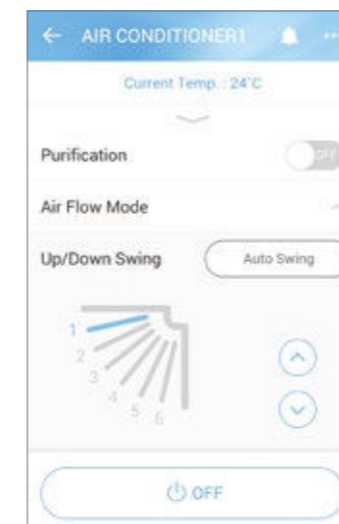 AIR CONDITIONER1
Current Temp. : 24°C
Purification
OFF
Air Flow Mode
Up/Down Swing
Auto Swing
1
2
3
4
5
6
OFF